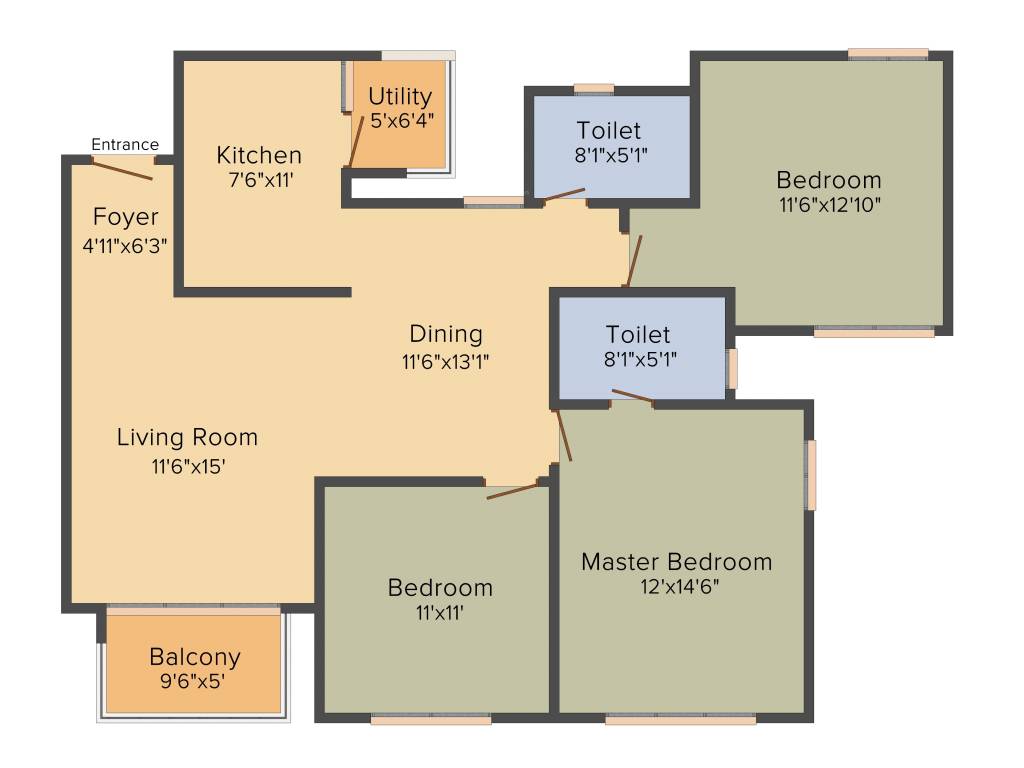 Utility
5'x6'4"
Toilet
8'1"x5'1"
Entrance
Kitchen
7'6"x11'
Bedroom
11'6"x12'10"
Foyer
4'11"x6'3"
Dining
11'6"x13'1"
Toilet
8'1"x5'1"
Living Room
11'6"x15'
Master Bedroom
12'x14'6"
Bedroom
11'x11'
Balcony
9'6"x5'